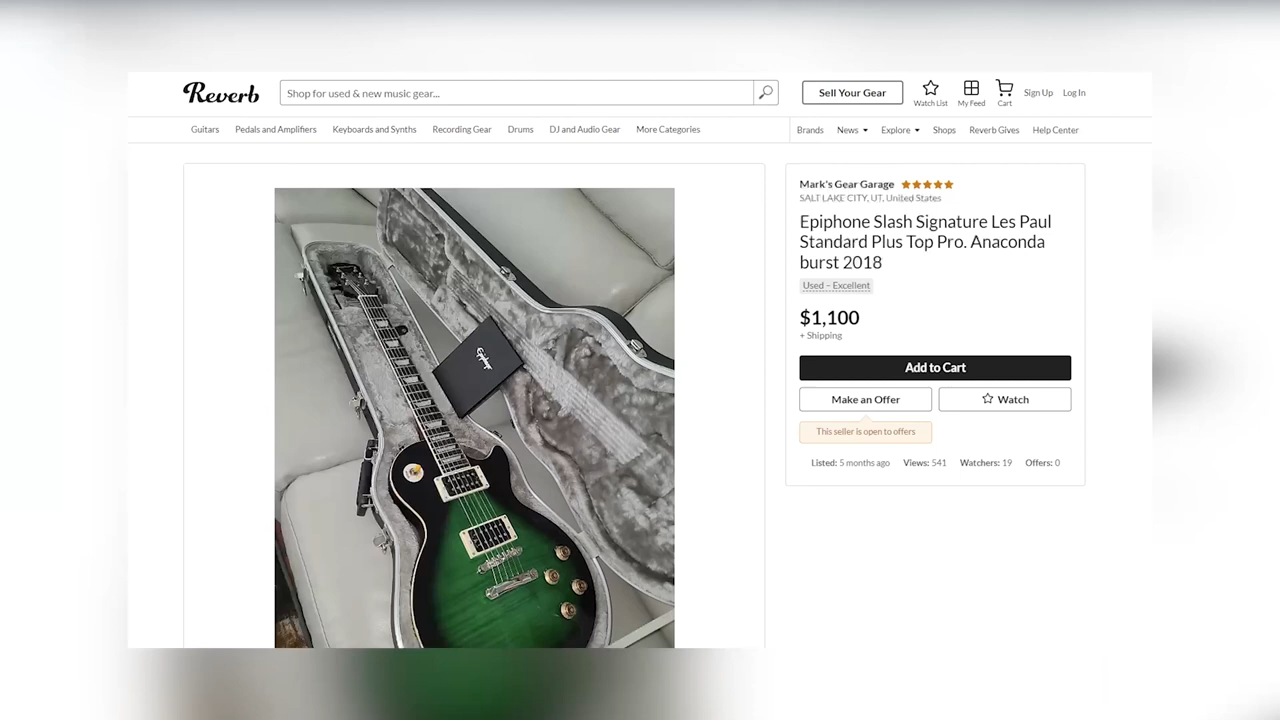 Reverb
Shop for used & new music gear...
Sell Your Gear
Watch List
My Feed
Cart
Sign Up
Log In
Guitars
Pedals and Amplifiers
Keyboards and Synths
Recording Gear
Drums
DJ and Audio Gear
More Categories
Brands
News
Explore
Shops
Reverb Gives
Help Center
Epiphone
Mark's Gear Garage
SALT LAKE CITY, UT, United States
Epiphone Slash Signature Les Paul
Standard Plus Top Pro. Anaconda
burst 2018
Used – Excellent
$1,100
+ Shipping
Add to Cart
Make an Offer
Watch
This seller is open to offers
Listed: 5 months ago
Views: 541
Watchers: 19
Offers: 0